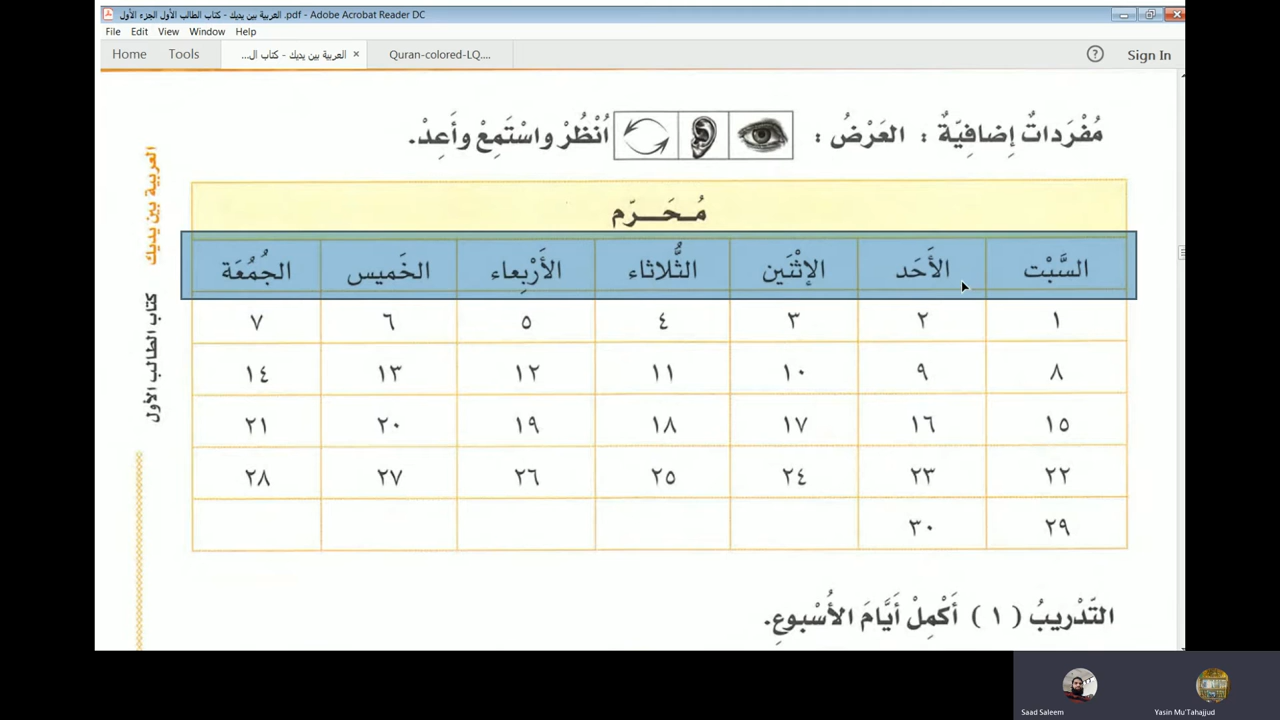 العربية بين يديك - كتاب الطالب الأول الجزء الأول.pdf - Adobe Acrobat Reader DC
File Edit View Window Help
Home Tools العربية بين يديك - كتاب ال... × Quran-colored-LQ.... ? Sign In
مُفْرَداتٌ إِضافِيّةٌ : العَرْضُ : اُنْظُرْ واسْتَمِعْ وأَعِدْ.
مُـحَـــرّم
السَّبْت الأَحَد الإثْنَين الثُّلاثاء الأَرْبِعاء الخَميس الجُمُعَة
١ ٢ ٣ ٤ ٥ ٦ ٧
٨ ٩ ١٠ ١١ ١٢ ١٣ ١٤
١٥ ١٦ ١٧ ١٨ ١٩ ٢٠ ٢١
٢٢ ٢٣ ٢٤ ٢٥ ٢٦ ٢٧ ٢٨
٢٩ ٣٠
التَّدْريبُ ( ١ ) أَكْمِلْ أَيَّامَ الأُسْبوعِ.
العربية بين يديك
كتاب الطالب الأول
Saad Saleem
Yasin Mu'Tahajjud